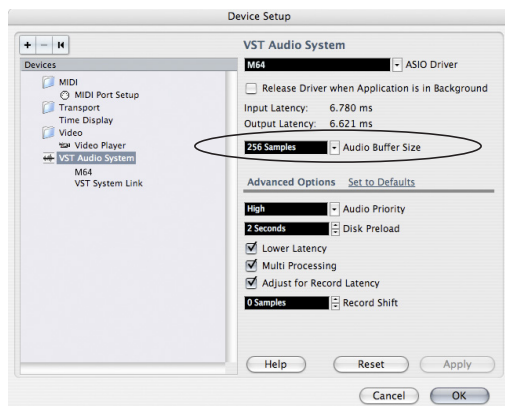 Device Setup
+ -
Devices
MIDI
MIDI Port Setup
Transport
Time Display
Video
Video Player
VST Audio System
M64
VST System Link
VST Audio System
M64 ASIO Driver
Release Driver when Application is in Background
Input Latency: 6.780 ms
Output Latency: 6.621 ms
256 Samples Audio Buffer Size
Advanced Options Set to Defaults
High Audio Priority
2 Seconds Disk Preload
Lower Latency
Multi Processing
Adjust for Record Latency
0 Samples Record Shift
Help Reset Apply
Cancel OK